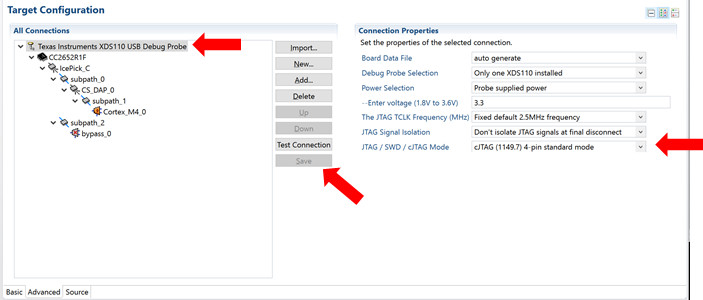 Target Configuration
All Connections
Texas Instruments XDS110 USB Debug Probe
CC2652R1F
IcePick_C
subpath_0
CS_DAP_0
subpath_1
Cortex_M4_0
subpath_2
bypass_0
Import...
New...
Add...
Delete
Up
Down
Test Connection
Save
Connection Properties
Set the properties of the selected connection.
Board Data File auto generate
Debug Probe Selection Only one XDS110 installed
Power Selection Probe supplied power
--Enter voltage (1.8V to 3.6V) 3.3
The JTAG TCLK Frequency (MHz) Fixed default 2.5MHz frequency
JTAG Signal Isolation Don't isolate JTAG signals at final disconnect
JTAG / SWD / cJTAG Mode cJTAG (1149.7) 4-pin standard mode
Basic Advanced Source